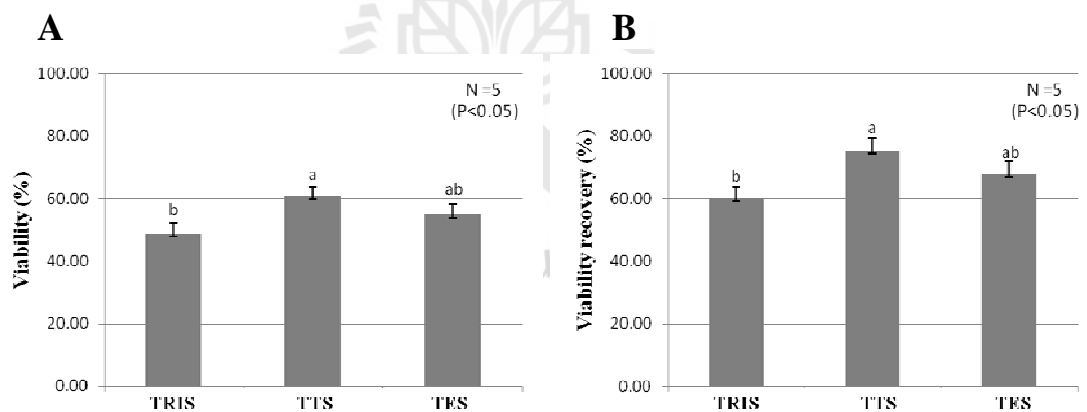 A
100.00
80.00
60.00
40.00
20.00
0.00
Viability (%)
N =5
(P<0.05)
b
a
ab
TRIS
TTS
TES
B
100.00
80.00
60.00
40.00
20.00
0.00
Viability recovery (%)
N =5
(P<0.05)
b
a
ab
TRIS
TTS
TES